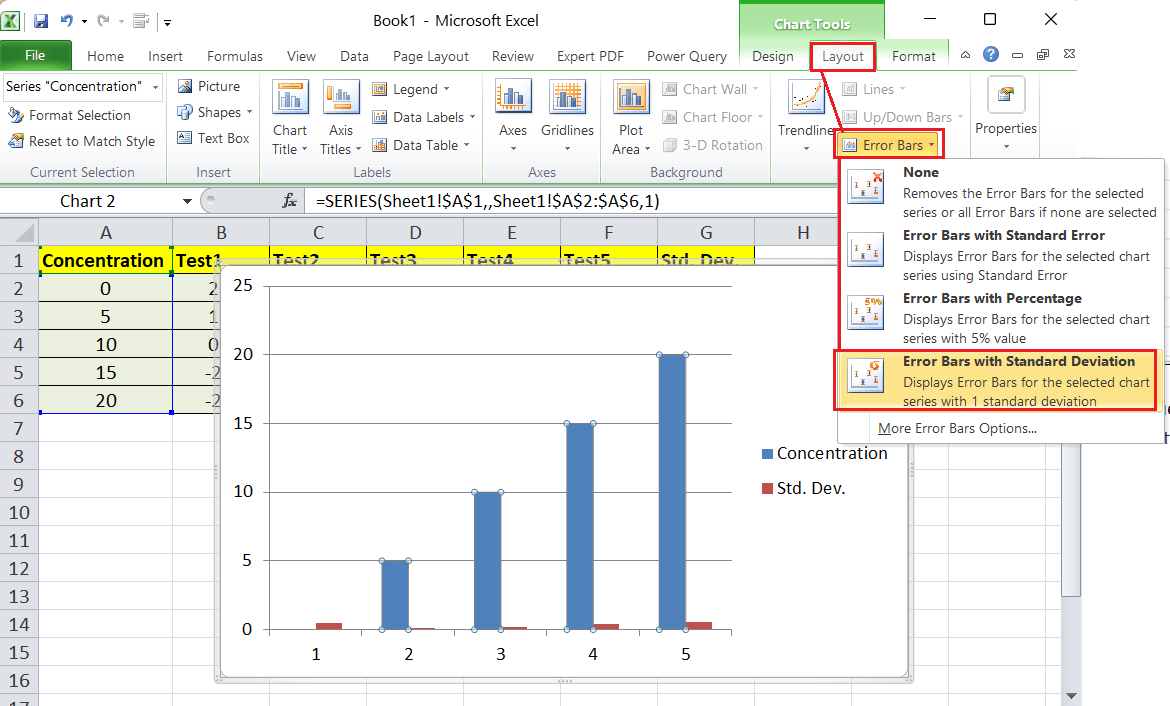 Book1 - Microsoft Excel
Chart Tools
File Home Insert Formulas View Data Page Layout Review Expert PDF Power Query Design Layout Format
Series "Concentration"
Format Selection
Reset to Match Style
Current Selection
Picture
Shapes
Text Box
Insert
Chart Title
Axis Titles
Legend
Data Labels
Data Table
Labels
Axes
Gridlines
Axes
Plot Area
Chart Wall
Chart Floor
3-D Rotation
Background
Trendline
Lines
Up/Down Bars
Error Bars
Properties
None
Removes the Error Bars for the selected
series or all Error Bars if none are selected
Error Bars with Standard Error
Displays Error Bars for the selected chart
series using Standard Error
5%
Error Bars with Percentage
Displays Error Bars for the selected chart
series with 5% value
Error Bars with Standard Deviation
Displays Error Bars for the selected chart
series with 1 standard deviation
More Error Bars Options...
Chart 2 fx =SERIES(Sheet1!$A$1,,Sheet1!$A$2:$A$6,1)
A B C D E F G H
1 Concentration Test1 Test2 Test3 Test4 Test5 Std. Dev
2 0 2
3 5 1
4 10 0
5 15 -2
6 20 -2
7
8
9
10
11
12
13
14
15
16
17
25
20
15
10
5
0
1 2 3 4 5
Concentration
Std. Dev.